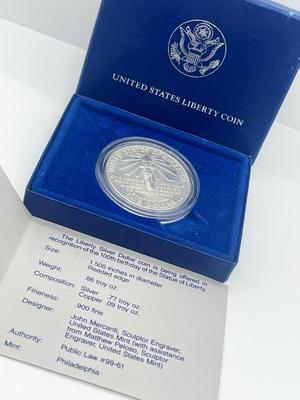 UNITED STATES LIBERTY COIN
The Liberty Silver Dollar coin is being offered in
recognition of the 100th birthday of the Statue of Liberty.
Size: 1.500 inches in diameter
Reeded edge
Weight: .86 troy oz.
Composition: Silver .77 troy oz.
Copper .09 troy oz.
Fineness: .900 fine
Designer: John Mercanti, Sculptor Engraver,
United States Mint (with assistance
from Matthew Peloso, Sculptor
Engraver, United States Mint)
Act: Public Law #99-61
Mint: Philadelphia